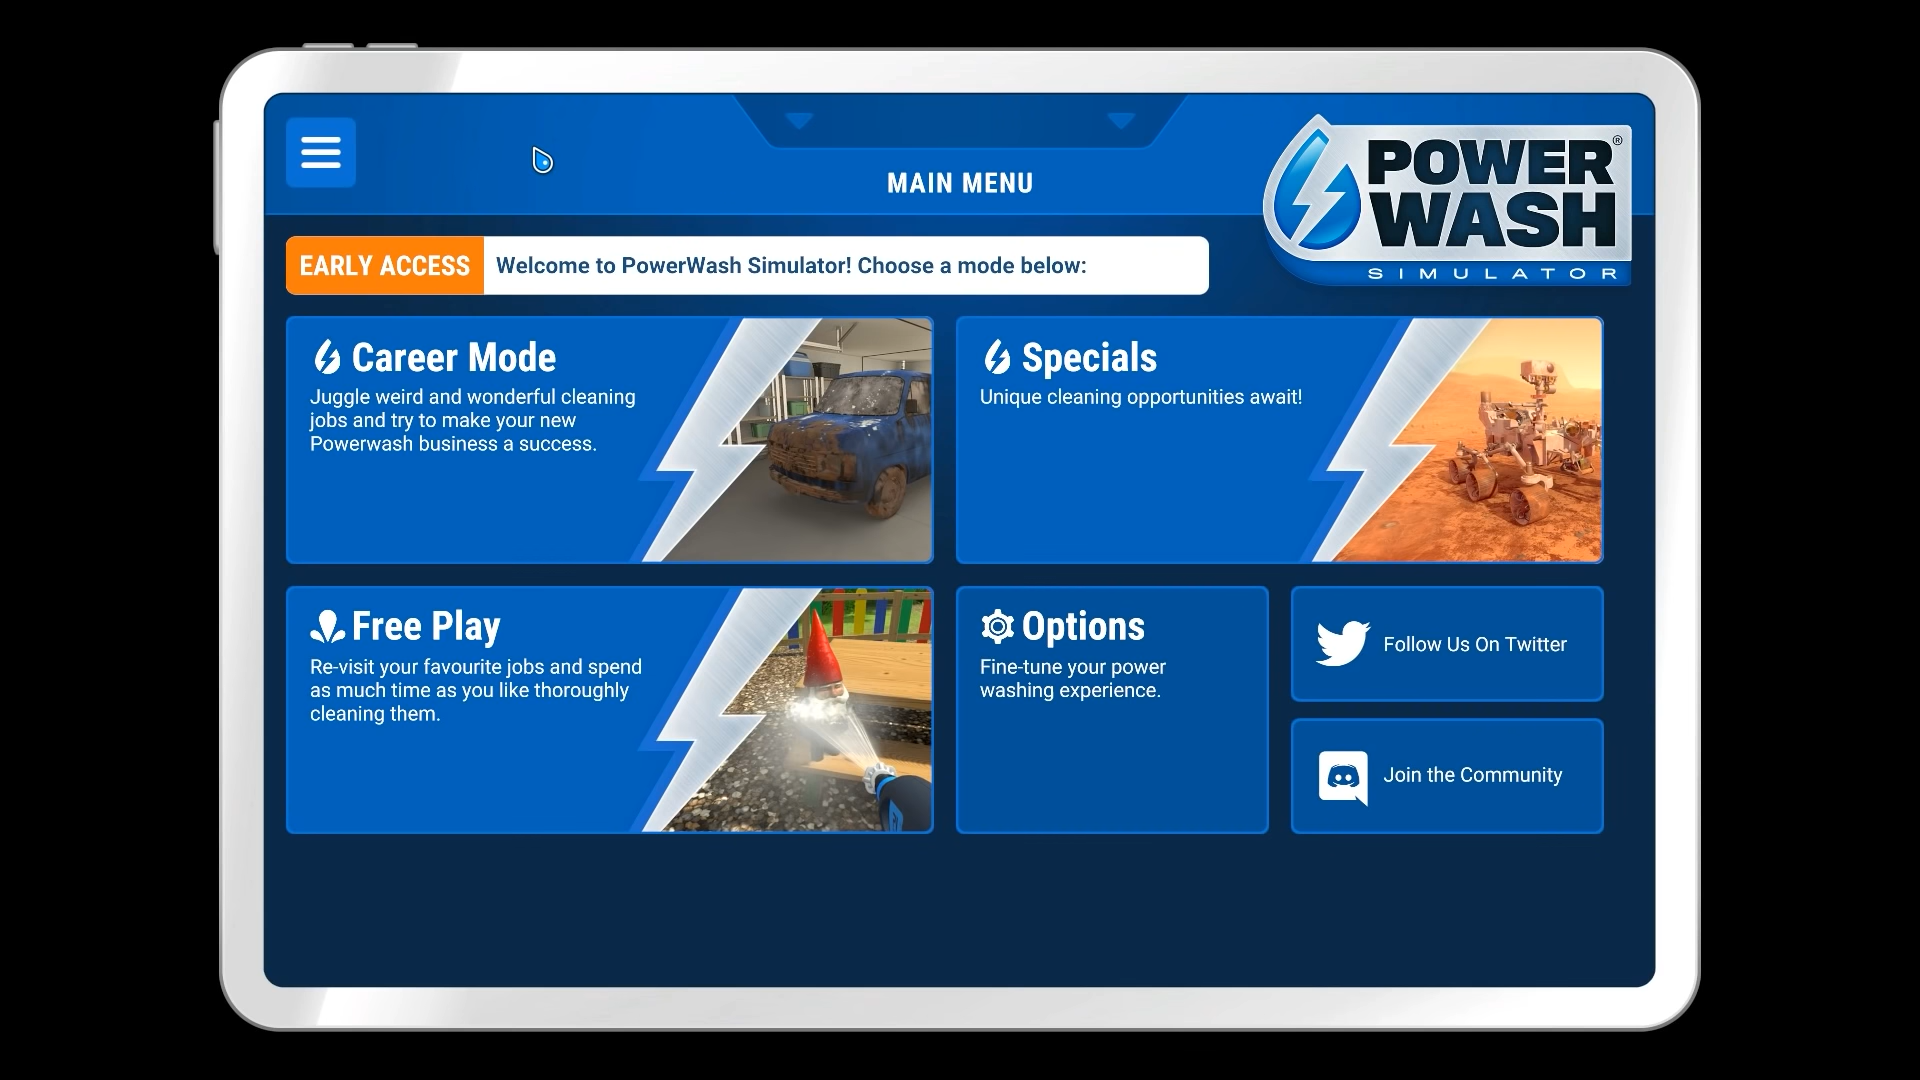 MAIN MENU
POWER
WASH
SIMULATOR
®
EARLY ACCESS
Welcome to PowerWash Simulator! Choose a mode below:
Career Mode
Juggle weird and wonderful cleaning
jobs and try to make your new
Powerwash business a success.
Specials
Unique cleaning opportunities await!
Free Play
Re-visit your favourite jobs and spend
as much time as you like thoroughly
cleaning them.
Options
Fine-tune your power
washing experience.
Follow Us On Twitter
Join the Community